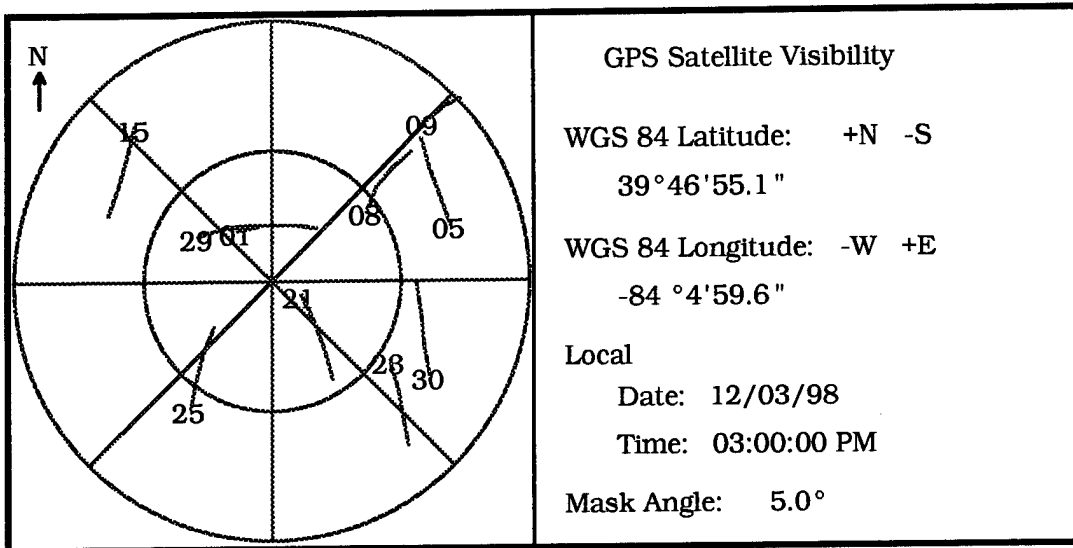 N
15
09
08
05
29 01
21
28
30
25
GPS Satellite Visibility
WGS 84 Latitude: +N -S
39°46'55.1"
WGS 84 Longitude: -W +E
-84 °4'59.6"
Local
Date: 12/03/98
Time: 03:00:00 PM
Mask Angle: 5.0°